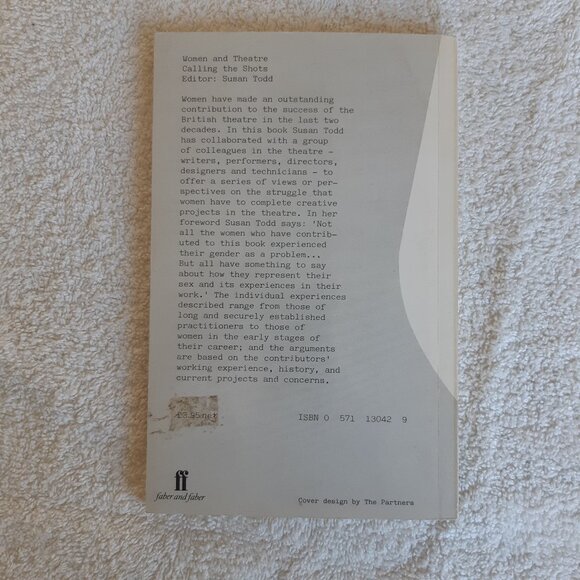 Women and Theatre
Calling the Shots
Editor: Susan Todd
Women have made an outstanding
contribution to the success of the
British theatre in the last two
decades. In this book Susan Todd
has collaborated with a group
of colleagues in the theatre –
writers, performers, directors,
designers and technicians – to
offer a series of views or per-
spectives on the struggle that
women have to complete creative
projects in the theatre. In her
foreword Susan Todd says: 'Not
all the women who have contrib-
uted to this book experienced
their gender as a problem...
But all have something to say
about how they represent their
sex and its experiences in their
work.' The individual experiences
described range from those of
long and securely established
practitioners to those of
women in the early stages of
their career; and the arguments
are based on the contributors'
working experience, history, and
current projects and concerns.
£3.95 net
ISBN 0 571 13042 9
ff
faber and faber
Cover design by The Partners